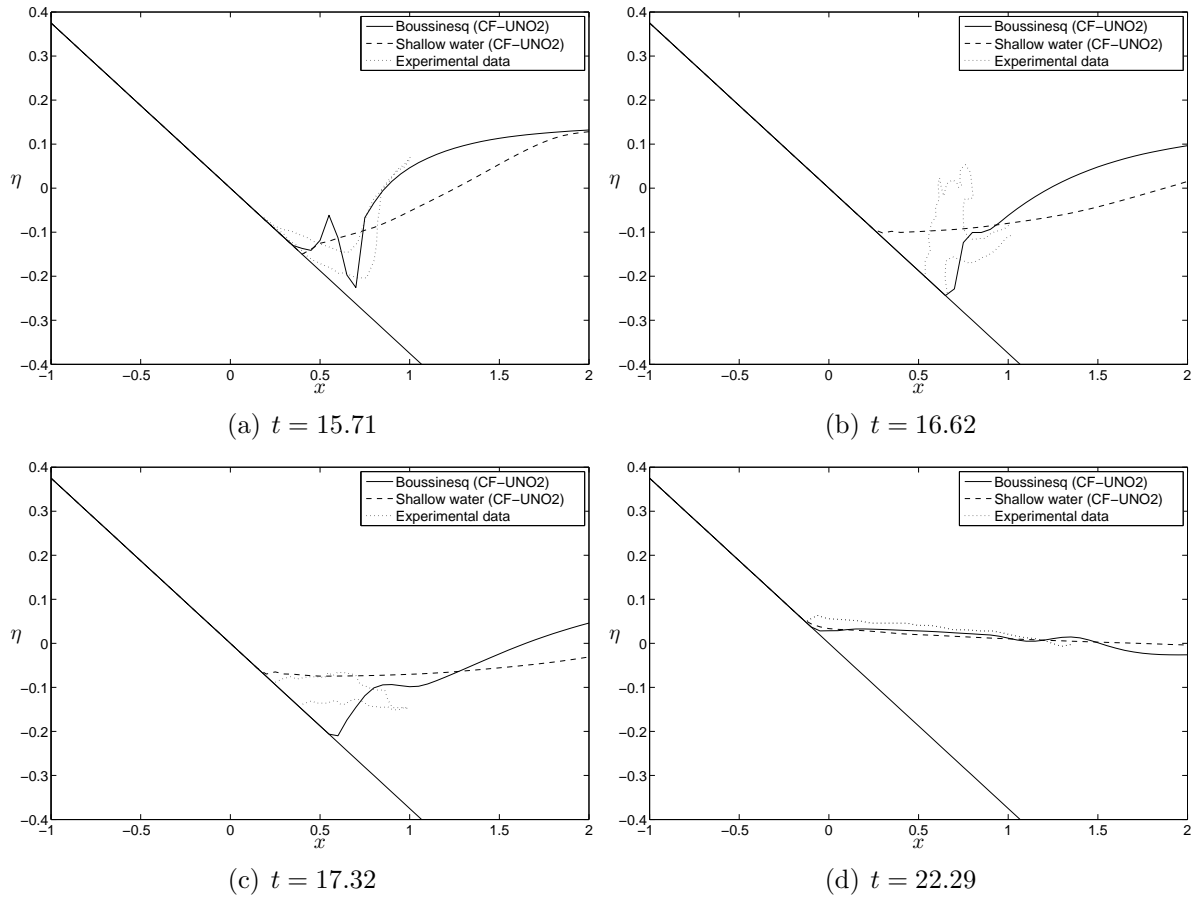 0.4
0.3
0.2
0.1
0
−0.1
−0.2
−0.3
−0.4
η
−1
−0.5
0
0.5
1
1.5
2
x
Boussinesq (CF−UNO2)
Shallow water (CF−UNO2)
Experimental data
(a) t = 15.71
0.4
0.3
0.2
0.1
0
−0.1
−0.2
−0.3
−0.4
η
−1
−0.5
0
0.5
1
1.5
2
x
Boussinesq (CF−UNO2)
Shallow water (CF−UNO2)
Experimental data
(b) t = 16.62
0.4
0.3
0.2
0.1
0
−0.1
−0.2
−0.3
−0.4
η
−1
−0.5
0
0.5
1
1.5
2
x
Boussinesq (CF−UNO2)
Shallow water (CF−UNO2)
Experimental data
(c) t = 17.32
0.4
0.3
0.2
0.1
0
−0.1
−0.2
−0.3
−0.4
η
−1
−0.5
0
0.5
1
1.5
2
x
Boussinesq (CF−UNO2)
Shallow water (CF−UNO2)
Experimental data
(d) t = 22.29